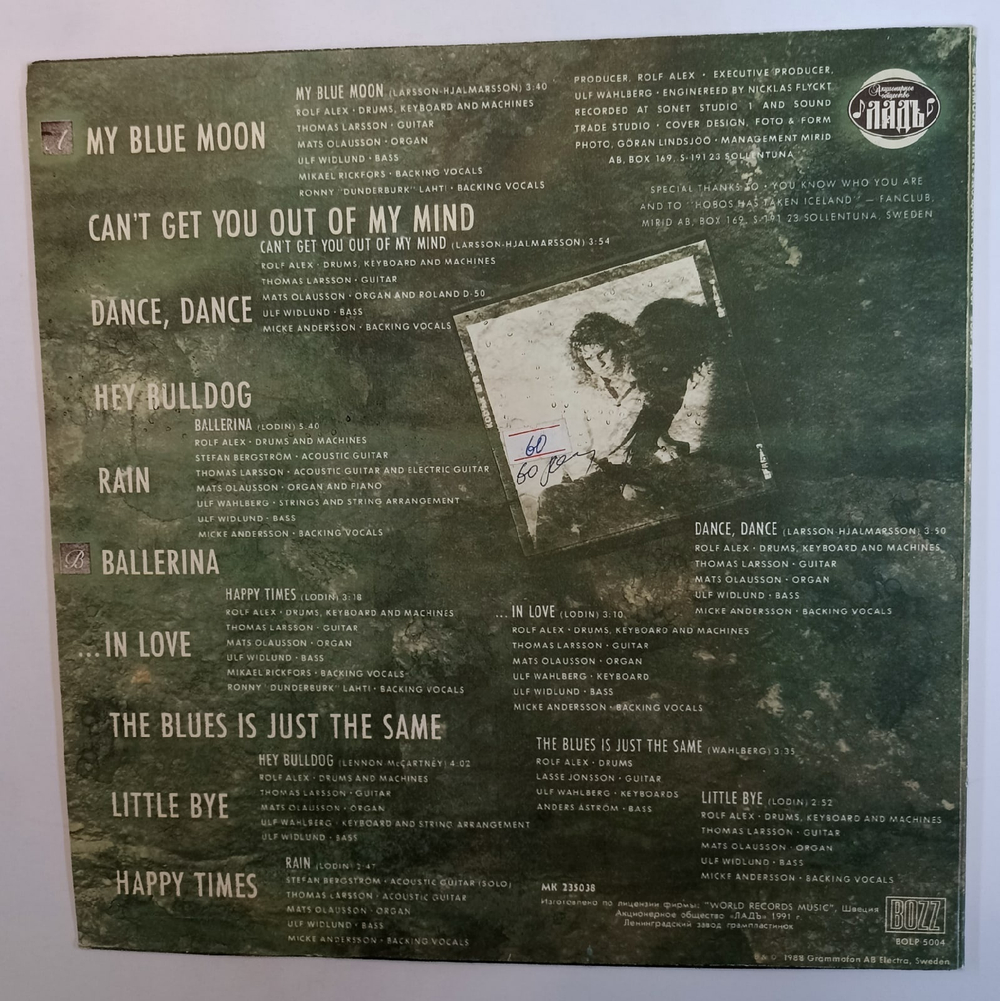 A MY BLUE MOON
CAN'T GET YOU OUT OF MY MIND
DANCE, DANCE
HEY BULLDOG
RAIN
B BALLERINA
...IN LOVE
THE BLUES IS JUST THE SAME
LITTLE BYE
HAPPY TIMES
MY BLUE MOON (LARSSON-HJALMARSSON) 3:40
ROLF ALEX · DRUMS, KEYBOARD AND MACHINES
THOMAS LARSSON · GUITAR
MATS OLAUSSON · ORGAN
ULF WIDLUND · BASS
MIKAEL RICKFORS · BACKING VOCALS
RONNY "DUNDERBURK" LAHTI · BACKING VOCALS
CAN'T GET YOU OUT OF MY MIND (LARSSON-HJALMARSSON) 3:54
ROLF ALEX · DRUMS, KEYBOARD AND MACHINES
THOMAS LARSSON · GUITAR
MATS OLAUSSON · ORGAN AND ROLAND D-50
ULF WIDLUND · BASS
MICKE ANDERSSON · BACKING VOCALS
BALLERINA (LODIN) 5:40
ROLF ALEX · DRUMS AND MACHINES
STEFAN BERGSTRÖM · ACOUSTIC GUITAR
THOMAS LARSSON · ACOUSTIC GUITAR AND ELECTRIC GUITAR
MATS OLAUSSON · ORGAN AND PIANO
ULF WAHLBERG · STRINGS AND STRING ARRANGEMENT
ULF WIDLUND · BASS
MICKE ANDERSSON · BACKING VOCALS
HAPPY TIMES (LODIN) 3:18
ROLF ALEX · DRUMS, KEYBOARD AND MACHINES
THOMAS LARSSON · GUITAR
MATS OLAUSSON · ORGAN
ULF WIDLUND · BASS
MIKAEL RICKFORS · BACKING VOCALS
RONNY "DUNDERBURK" LAHTI · BACKING VOCALS
HEY BULLDOG (LENNON-McCARTNEY) 4:02
ROLF ALEX · DRUMS AND MACHINES
THOMAS LARSSON · GUITAR
MATS OLAUSSON · ORGAN
ULF WAHLBERG · KEYBOARD AND STRING ARRANGEMENT
ULF WIDLUND · BASS
RAIN (LODIN) 2:47
STEFAN BERGSTRÖM · ACOUSTIC GUITAR (SOLO)
THOMAS LARSSON · ACOUSTIC GUITAR
MATS OLAUSSON · ORGAN
ULF WIDLUND · BASS
MICKE ANDERSSON · BACKING VOCALS
PRODUCER, ROLF ALEX · EXECUTIVE PRODUCER,
ULF WAHLBERG · ENGINEREED BY NICKLAS FLYCKT
RECORDED AT SONET STUDIO 1 AND SOUND
TRADE STUDIO · COVER DESIGN, FOTO & FORM
PHOTO, GÖRAN LINDSJÖÖ · MANAGEMENT MIRID
AB, BOX 169, S-191 23 SOLLENTUNA
SPECIAL THANKS TO · YOU KNOW WHO YOU ARE
AND TO "HOBOS HAS TAKEN ICELAND" — FANCLUB.
MIRID AB, BOX 169, S-191 23 SOLLENTUNA, SWEDEN
Акционерное
общество
ЛАДЪ
60
60
DANCE, DANCE (LARSSON-HJALMARSSON) 3:50
ROLF ALEX · DRUMS, KEYBOARD AND MACHINES
THOMAS LARSSON · GUITAR
MATS OLAUSSON · ORGAN
ULF WIDLUND · BASS
MICKE ANDERSSON · BACKING VOCALS
...IN LOVE (LODIN) 3:10
ROLF ALEX · DRUMS, KEYBOARD AND MACHINES
THOMAS LARSSON · GUITAR
MATS OLAUSSON · ORGAN
ULF WAHLBERG · KEYBOARD
ULF WIDLUND · BASS
MICKE ANDERSSON · BACKING VOCALS
THE BLUES IS JUST THE SAME (WAHLBERG) 3:35
ROLF ALEX · DRUMS
LASSE JONSSON · GUITAR
ULF WAHLBERG · KEYBOARDS
ANDERS ÅSTRÖM · BASS
LITTLE BYE (LODIN) 2:52
ROLF ALEX · DRUMS, KEYBOARD AND MACHINES
THOMAS LARSSON · GUITAR
MATS OLAUSSON · ORGAN
ULF WIDLUND · BASS
MICKE ANDERSSON · BACKING VOCALS
МК 235038
Изготовлено по лицензии фирмы: "WORLD RECORDS MUSIC", Швеция
Акционерное общество «ЛАДЪ» 1991 г.
Ленинградский завод грампластинок
BOZZ
BOLP 5004
℗ © 1988 Grammofon AB Electra, Sweden